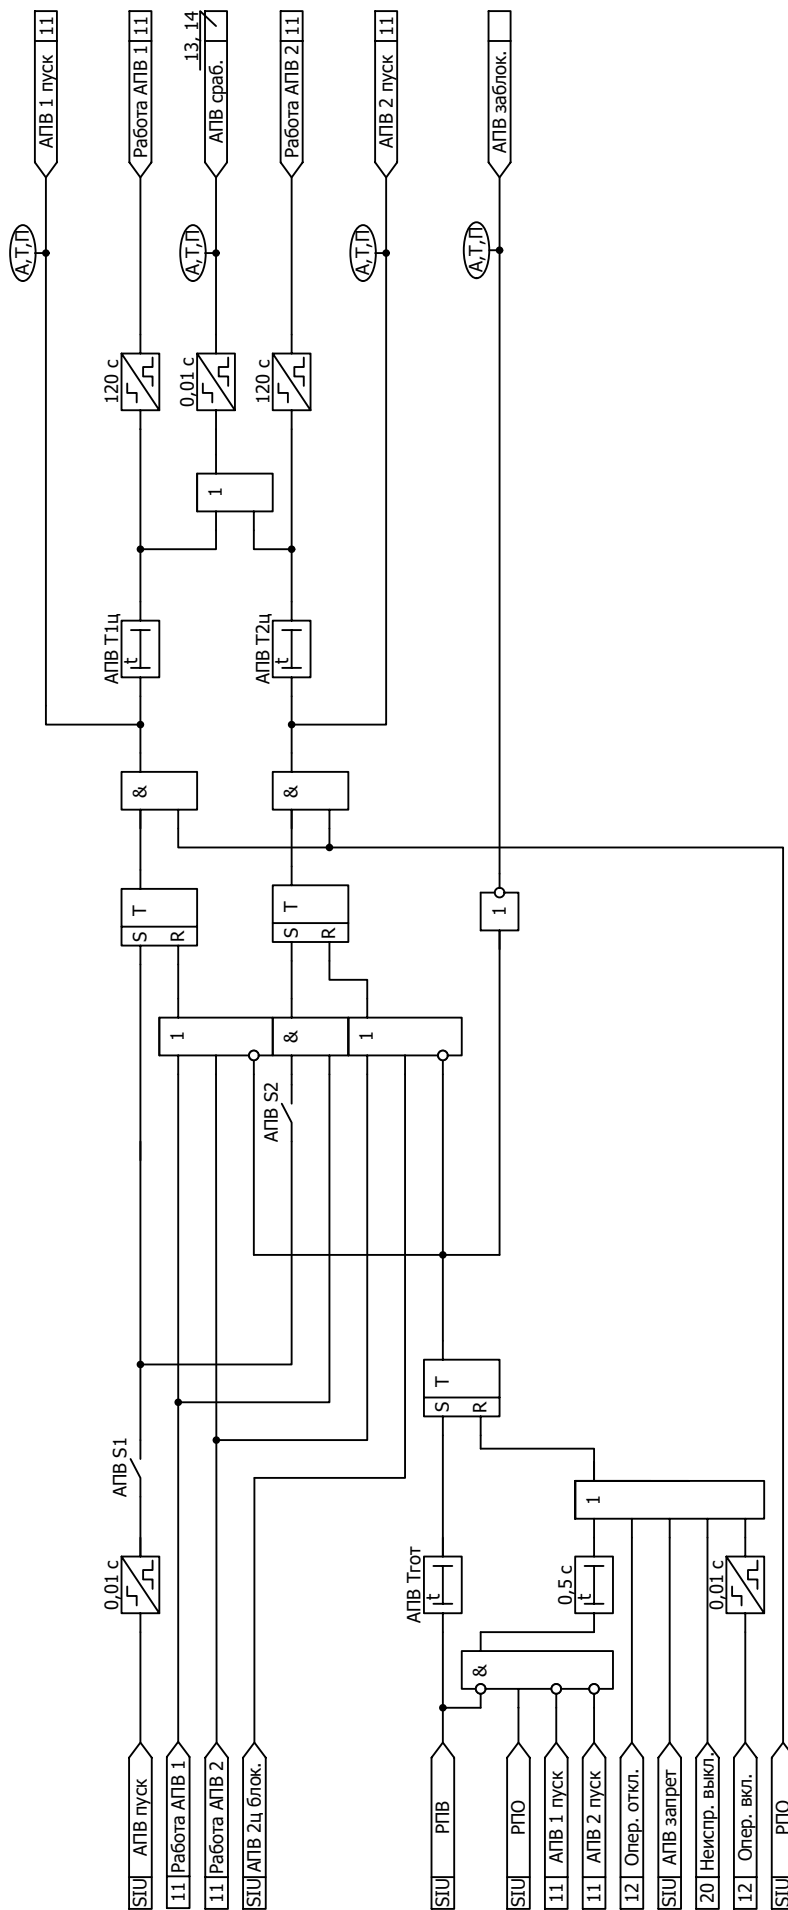 АПВ 1 пуск 11
Работа АПВ 1 11
13, 14
АПВ сраб.
Работа АПВ 2 11
АПВ 2 пуск 11
АПВ заблок.
А,Т,П
А,Т,П
А,Т,П
А,Т,П
120 с
0,01 с
120 с
1
АПВ Т1ц
t
АПВ Т2ц
t
&
&
T
S
R
T
S
R
1
1
&
1
АПВ S2
АПВ S1
T
S
R
0,01 с
АПВ Тгот
t
1
0,5 с
t
0,01 с
&
SIU АПВ пуск
11 Работа АПВ 1
11 Работа АПВ 2
SIU АПВ 2ц блок.
SIU РПВ
SIU РПО
11 АПВ 1 пуск
11 АПВ 2 пуск
12 Опер. откл.
SIU АПВ запрет
20 Неиспр. выкл.
12 Опер. вкл.
SIU РПО